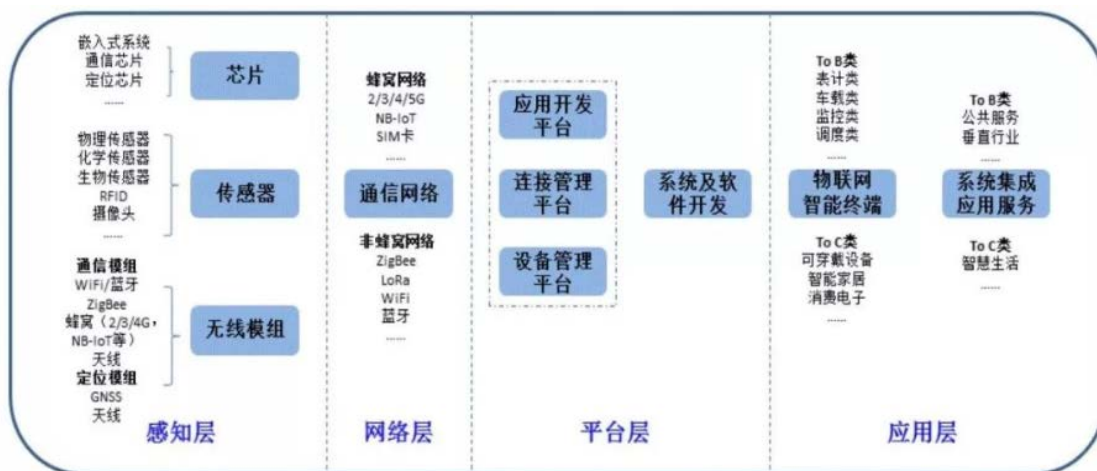 嵌入式系统
通信芯片
定位芯片
......
芯片
物理传感器
化学传感器
生物传感器
RFID
摄像头
......
传感器
通信模组
WiFi/蓝牙
ZigBee
蜂窝（2/3/4G，
NB-IoT等）
天线
定位模组
GNSS
天线
无线模组
感知层
蜂窝网络
2/3/4/5G
NB-IoT
SIM卡
......
通信网络
非蜂窝网络
ZigBee
LoRa
WiFi
蓝牙
......
网络层
应用开发
平台
连接管理
平台
设备管理
平台
系统及软
件开发
平台层
To B类
表计类
车载类
监控类
调度类
......
物联网
智能终端
To C类
可穿戴设备
智能家居
消费电子
......
To B类
公共服务
垂直行业
......
系统集成
应用服务
To C类
智慧生活
......
应用层